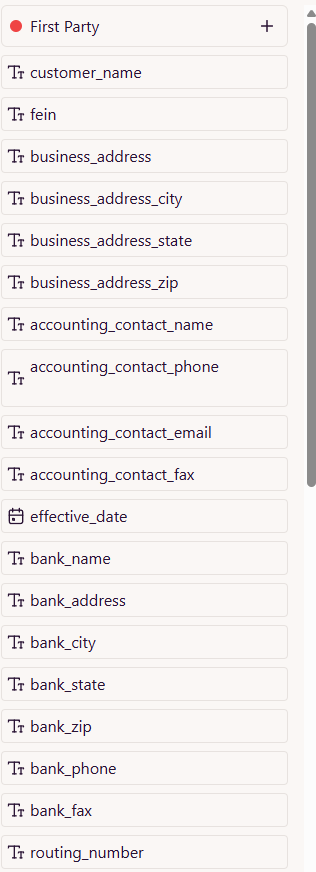 First Party
customer_name
fein
business_address
business_address_city
business_address_state
business_address_zip
accounting_contact_name
accounting_contact_phone
accounting_contact_email
accounting_contact_fax
effective_date
bank_name
bank_address
bank_city
bank_state
bank_zip
bank_phone
bank_fax
routing_number